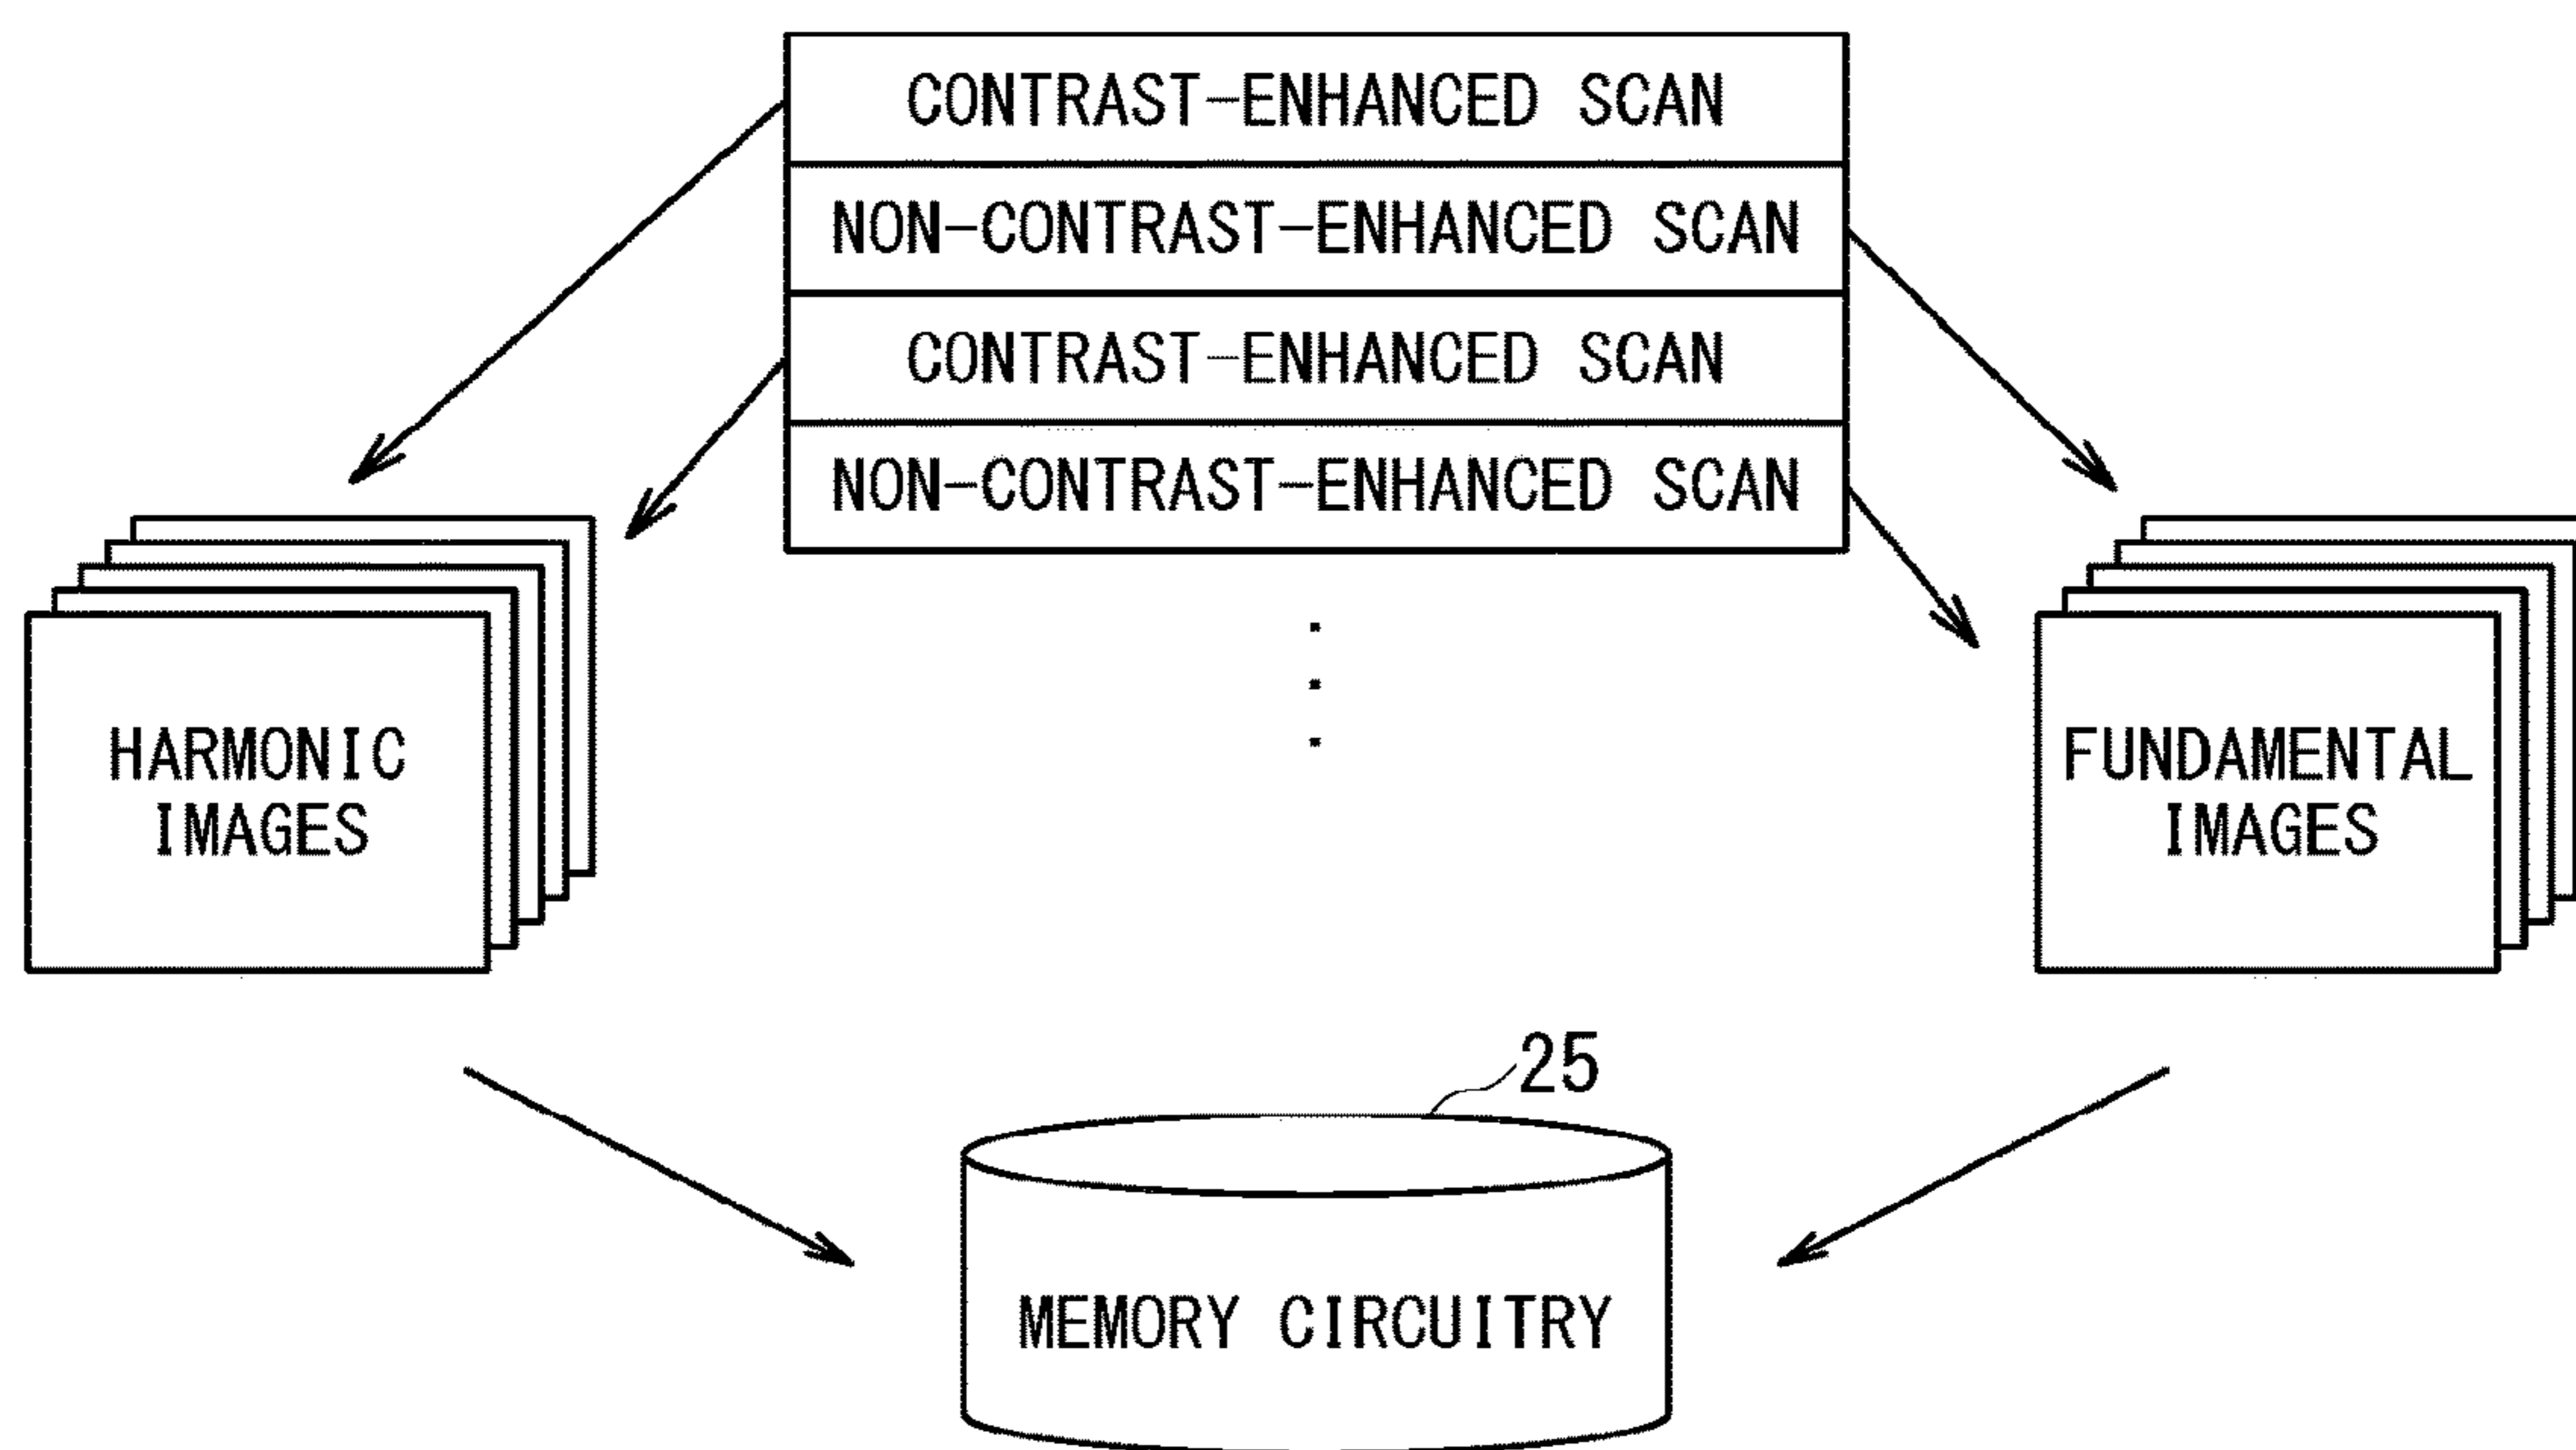 CONTRAST-ENHANCED SCAN
NON-CONTRAST-ENHANCED SCAN
CONTRAST-ENHANCED SCAN
NON-CONTRAST-ENHANCED SCAN
HARMONIC
IMAGES
FUNDAMENTAL
IMAGES
25
MEMORY CIRCUITRY